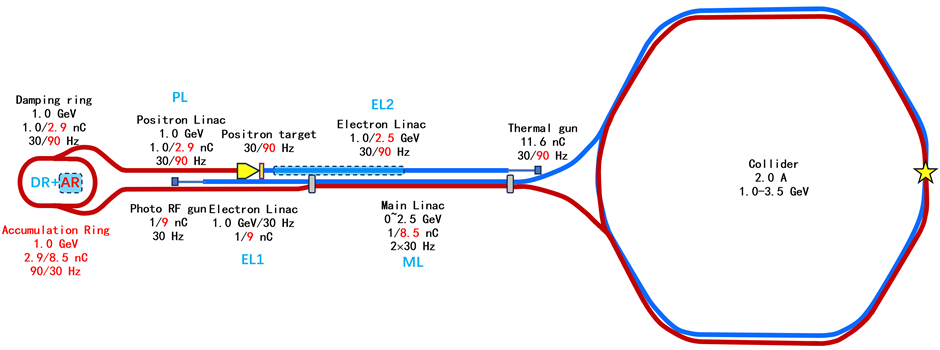 Damping ring
1.0 GeV
1.0/2.9 nC
30/90 Hz
DR+AR
Accumulation Ring
1.0 GeV
2.9/8.5 nC
90/30 Hz
PL
Positron Linac
1.0 GeV
1.0/2.9 nC
30/90 Hz
Positron target
30/90 Hz
EL2
Electron Linac
1.0/2.5 GeV
30/90 Hz
Thermal gun
11.6 nC
30/90 Hz
Photo RF gun
1/9 nC
30 Hz
Electron Linac
1.0 GeV/30 Hz
1/9 nC
EL1
Main Linac
0~2.5 GeV
1/8.5 nC
2×30 Hz
ML
Collider
2.0 A
1.0-3.5 GeV